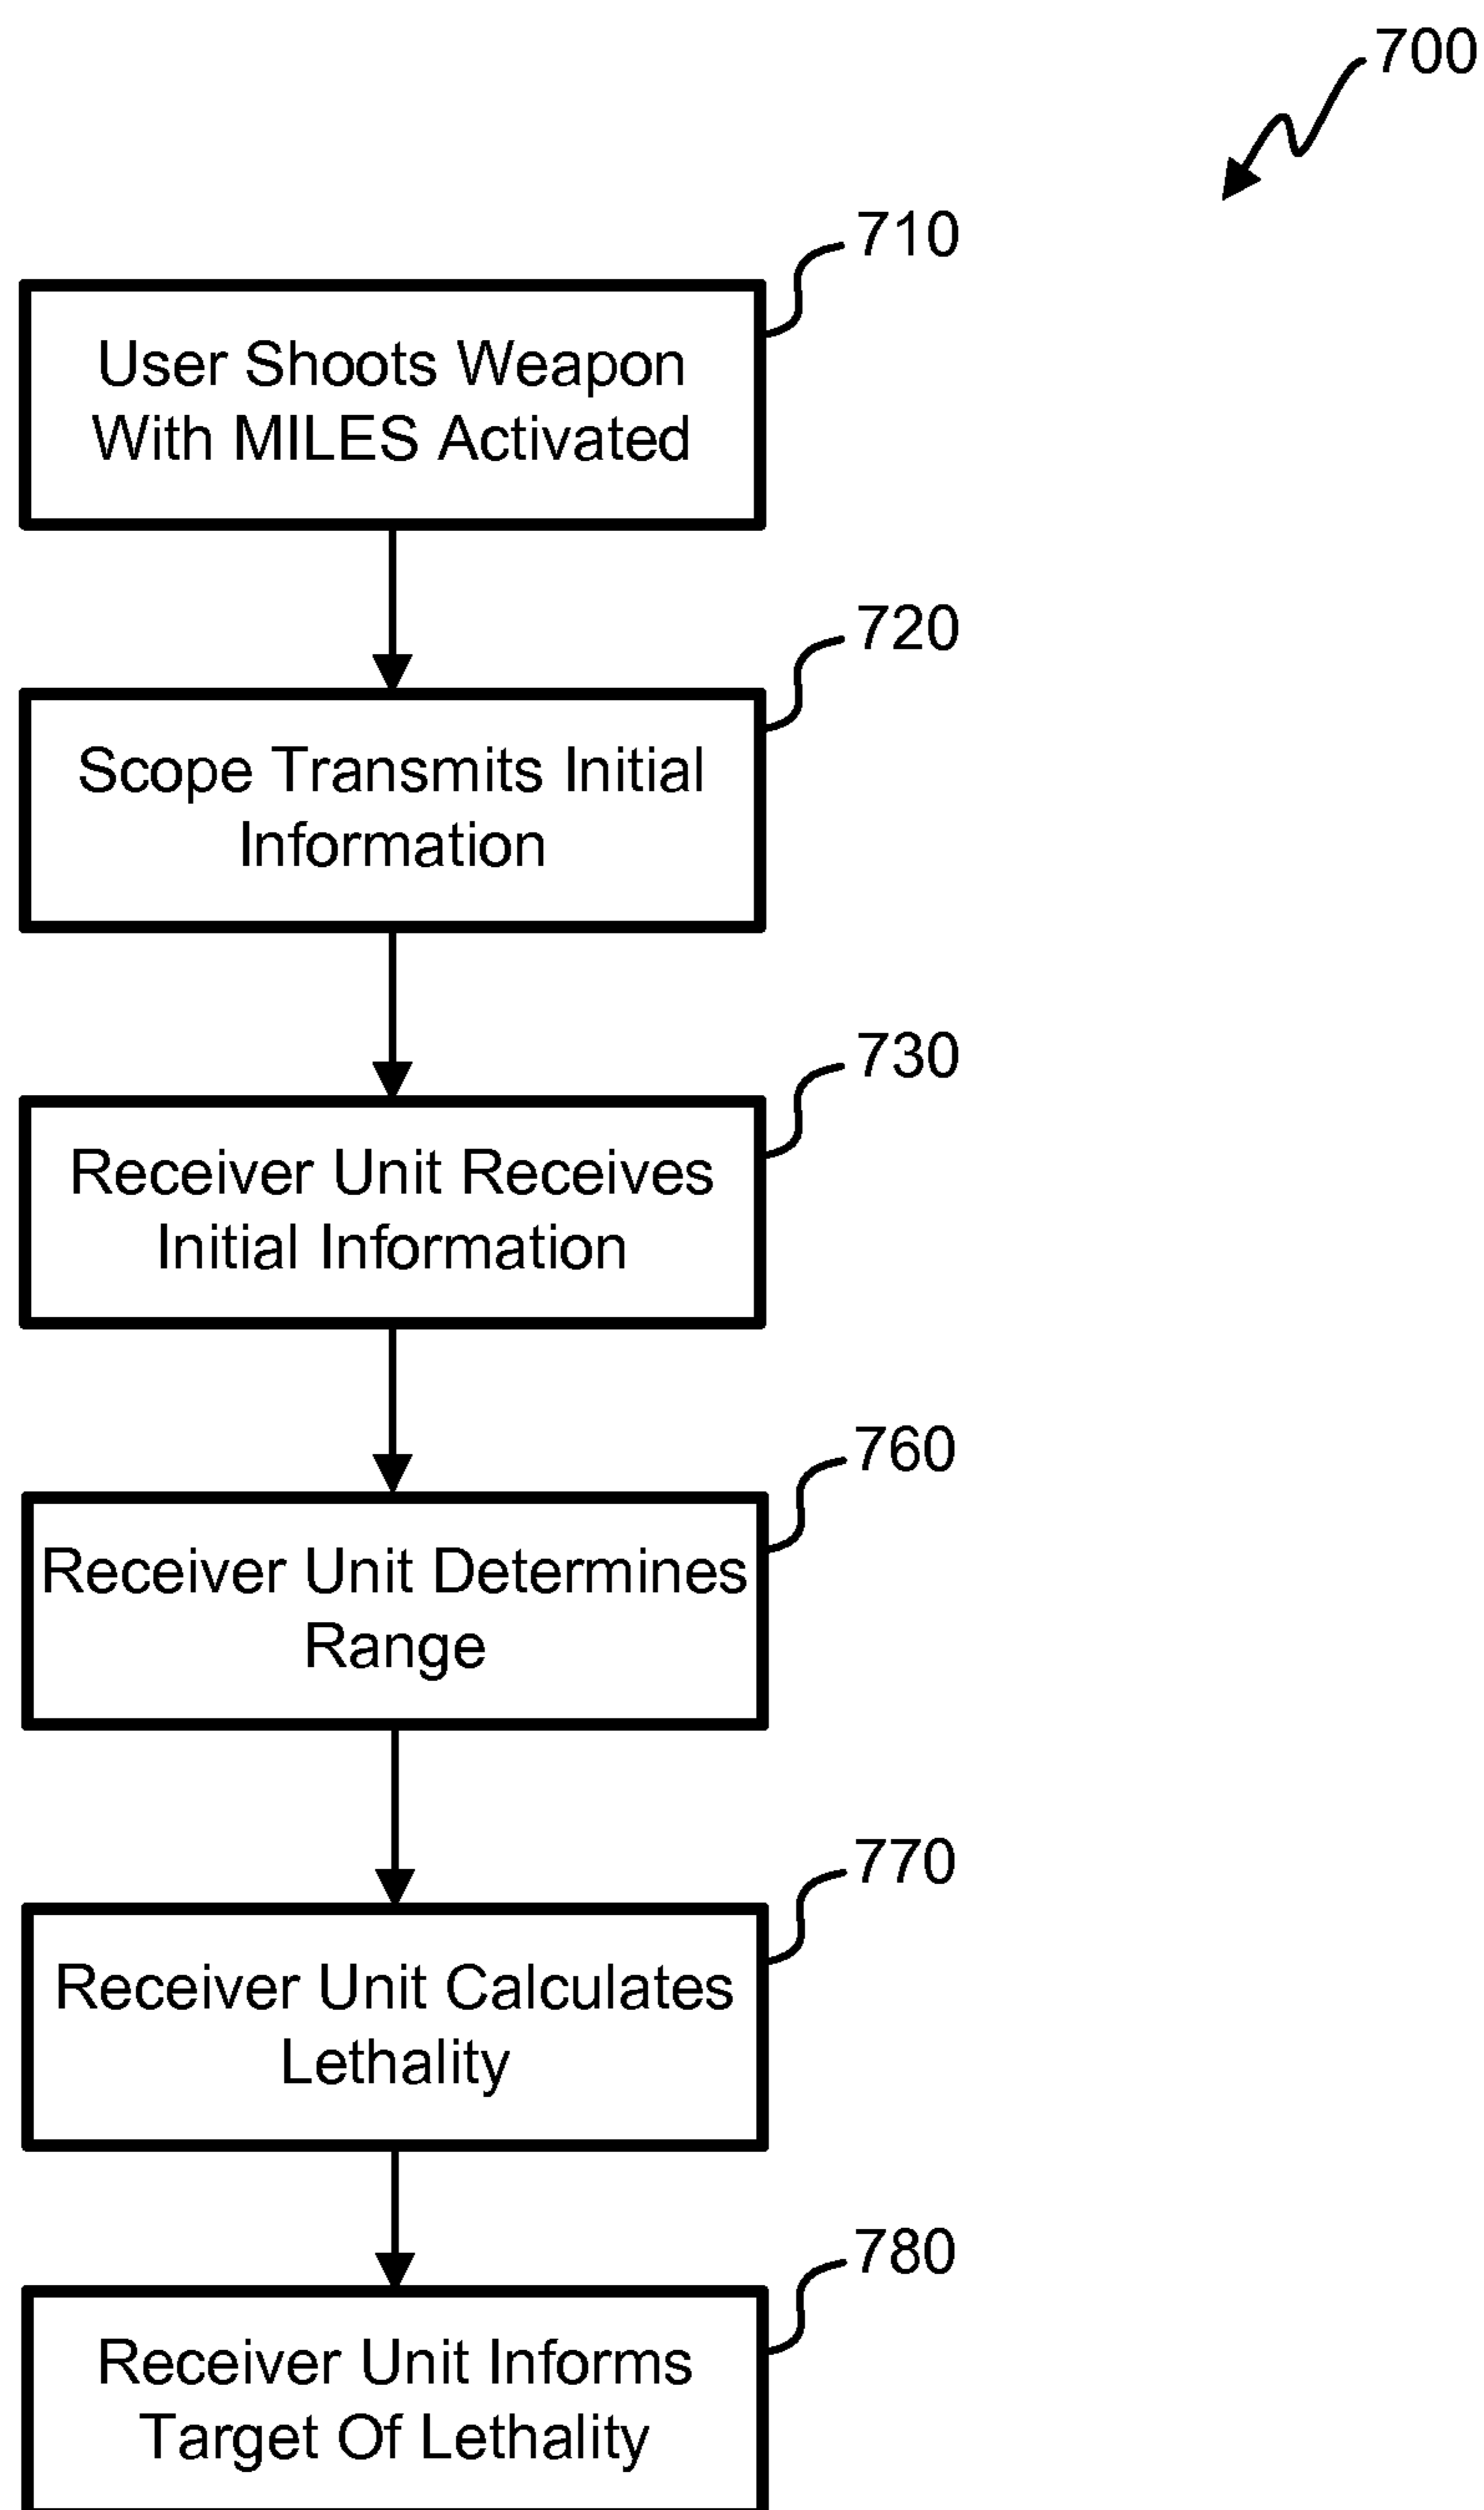 700
710
User Shoots Weapon
With MILES Activated
720
Scope Transmits Initial
Information
730
Receiver Unit Receives
Initial Information
760
Receiver Unit Determines
Range
770
Receiver Unit Calculates
Lethality
780
Receiver Unit Informs
Target Of Lethality